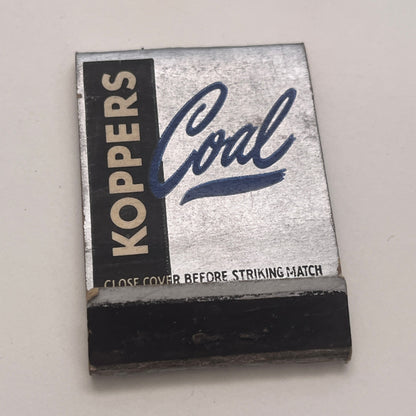 KOPPERS
Coal
CLOSE COVER BEFORE STRIKING MATCH